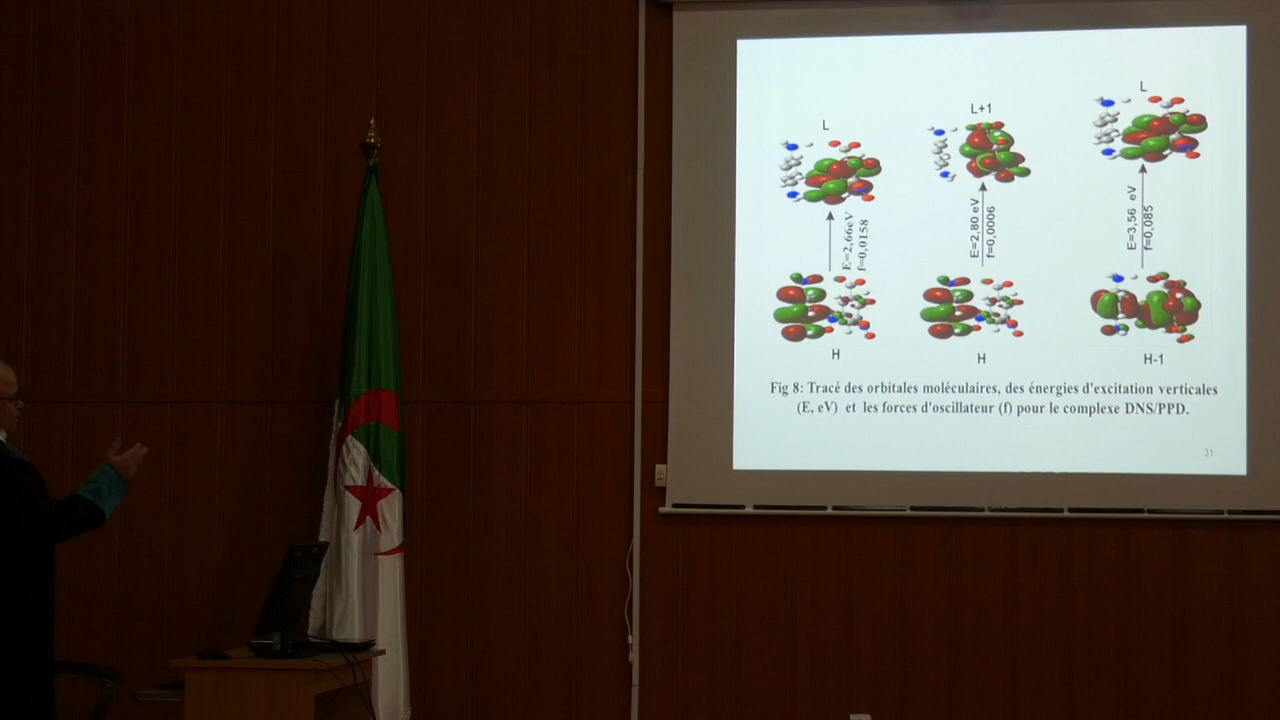 L
L+1
L
E=2,66eV
f=0,0158
E=2,80 eV
f=0,0006
E=3,56 eV
f=0,085
H
H
H-1
Fig 8: Tracé des orbitales moléculaires, des énergies d'excitation verticales
(E, eV) et les forces d'oscillateur (f) pour le complexe DNS/PPD.
31